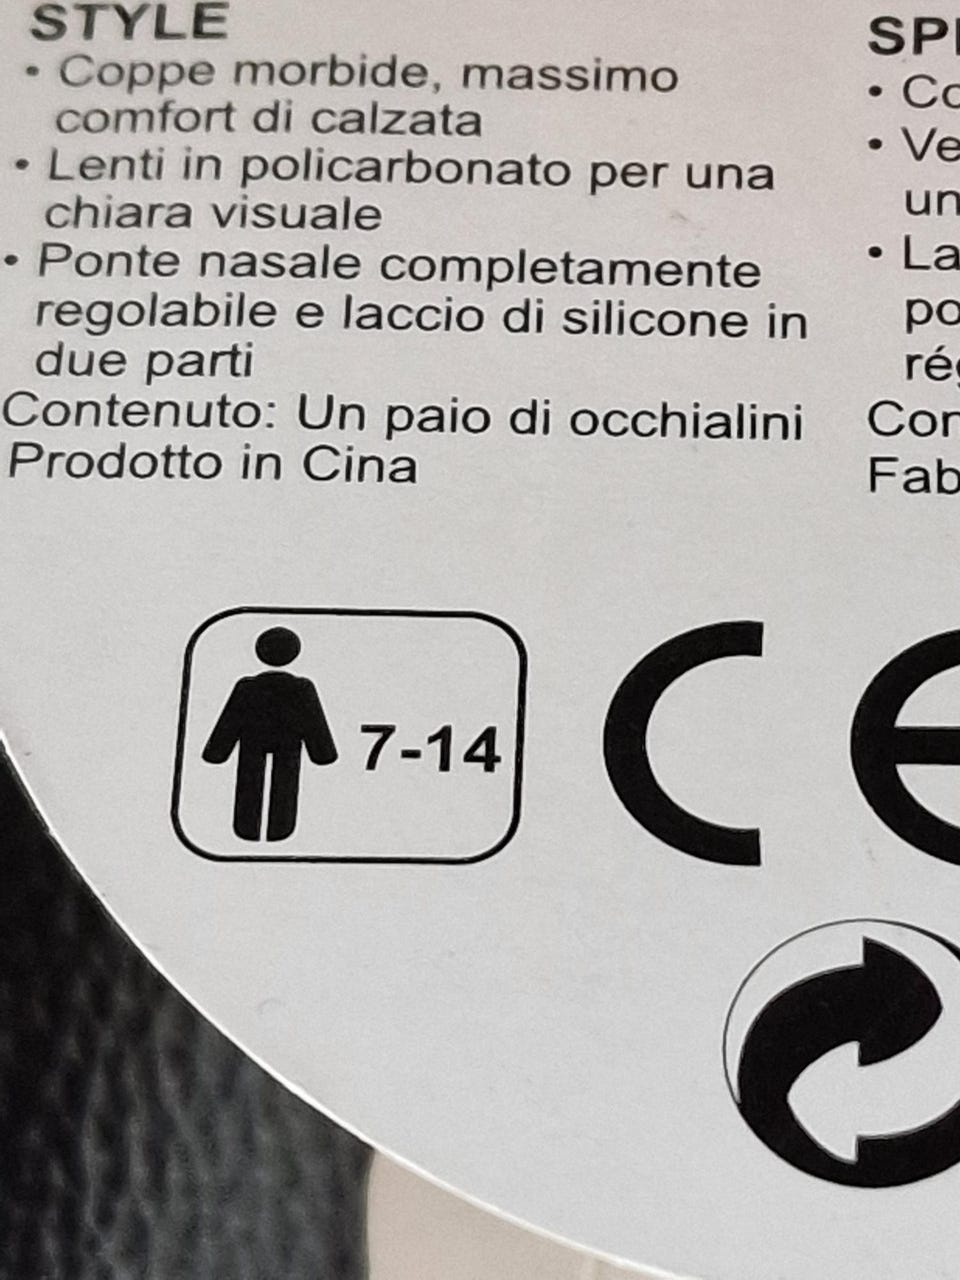 STYLE
• Coppe morbide, massimo
comfort di calzata
• Lenti in policarbonato per una
chiara visuale
• Ponte nasale completamente
regolabile e laccio di silicone in
due parti
Contenuto: Un paio di occhialini
Prodotto in Cina
7-14
CE